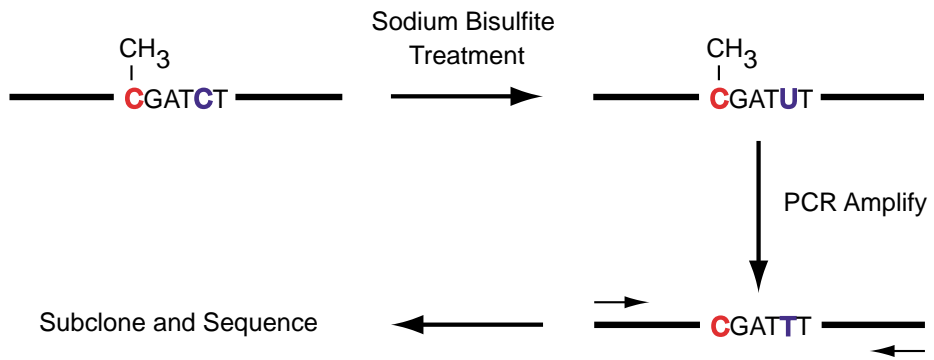 Sodium Bisulfite
Treatment
CH3
CGATCT
CH3
CGATUT
PCR Amplify
CGATTT
Subclone and Sequence